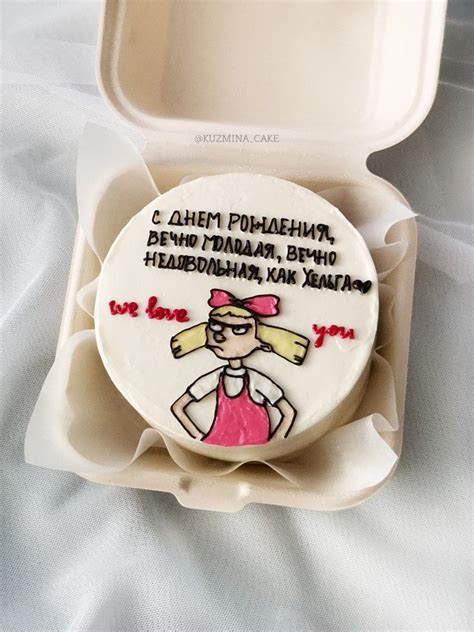 @KUZMINA_CAKE
С ДНЕМ РОЖДЕНИЯ,
ВЕЧНО МОЛОДАЯ, ВЕЧНО
НЕДОВОЛЬНАЯ, КАК ХЕЛЬГА
we love you